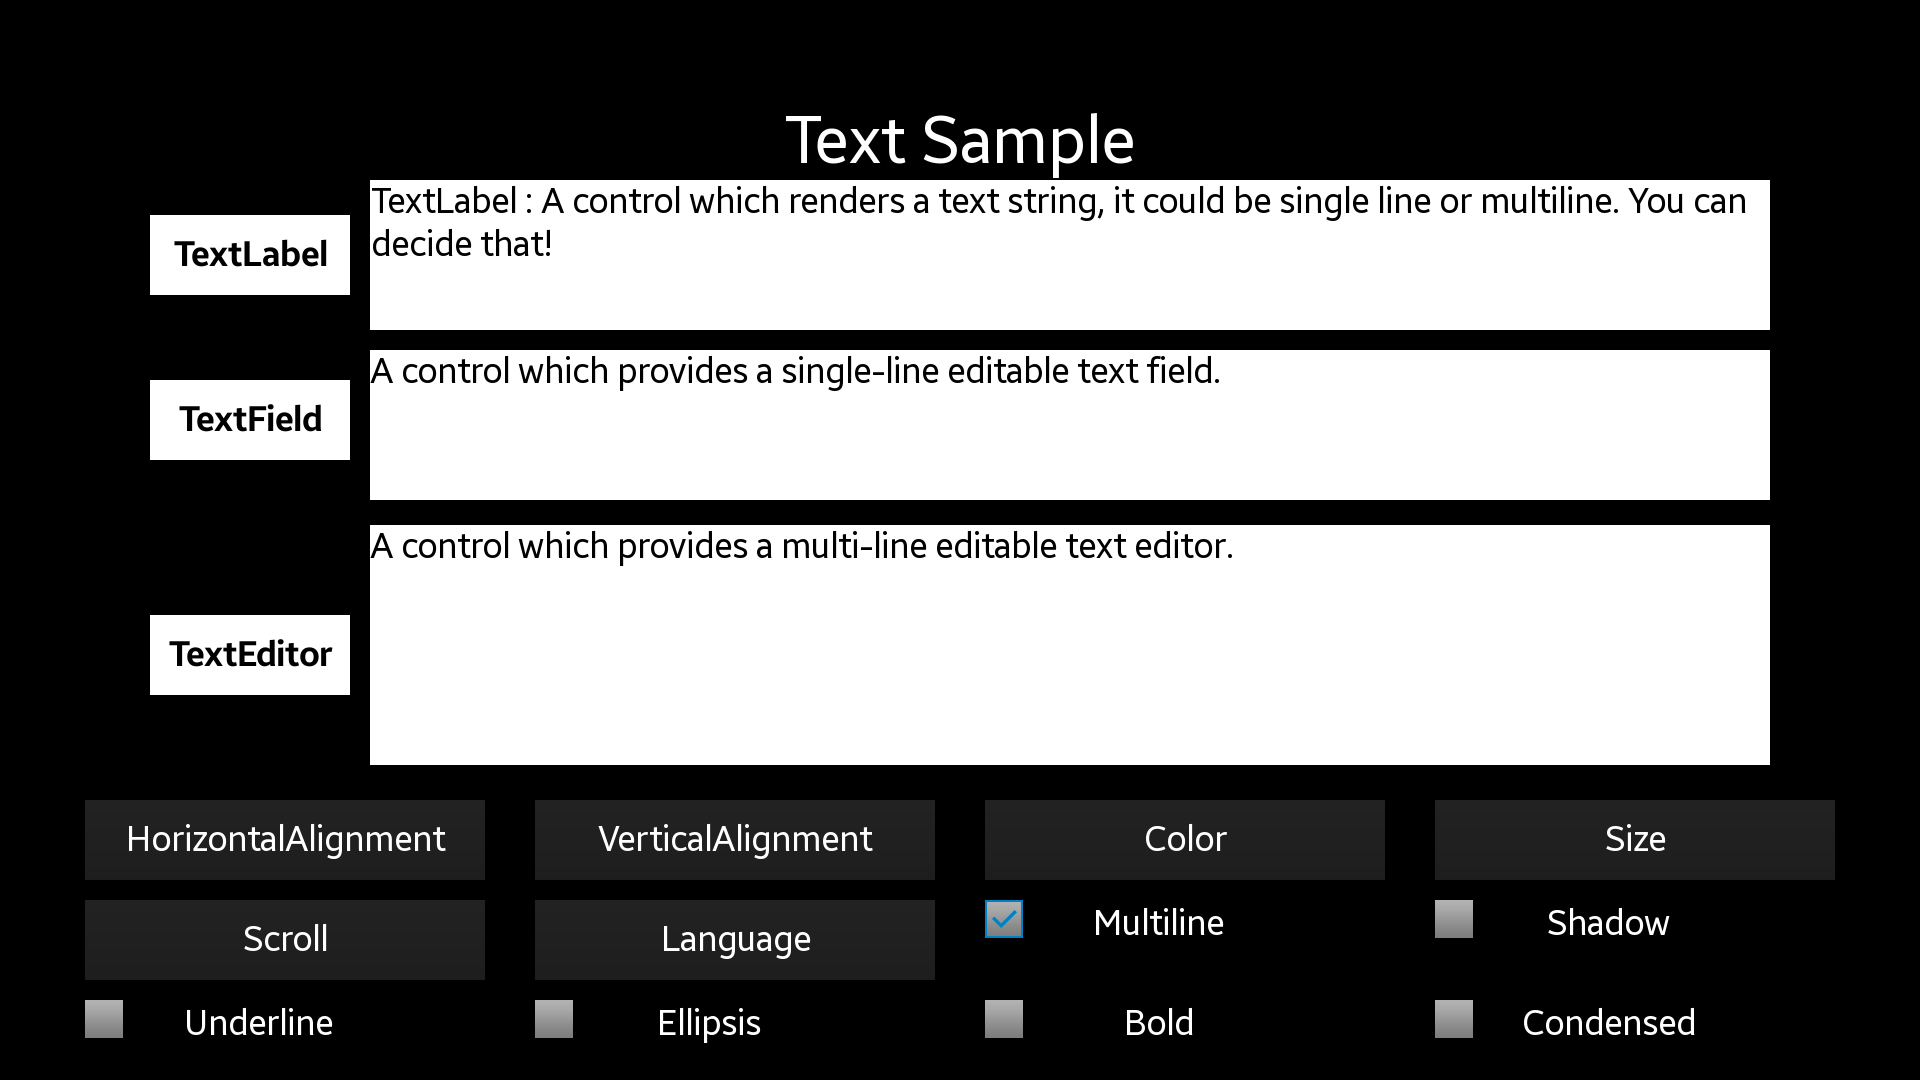 Text Sample
TextLabel
TextLabel : A control which renders a text string, it could be single line or multiline. You can
decide that!
TextField
A control which provides a single-line editable text field.
TextEditor
A control which provides a multi-line editable text editor.
HorizontalAlignment
VerticalAlignment
Color
Size
Scroll
Language
Multiline
Shadow
Underline
Ellipsis
Bold
Condensed